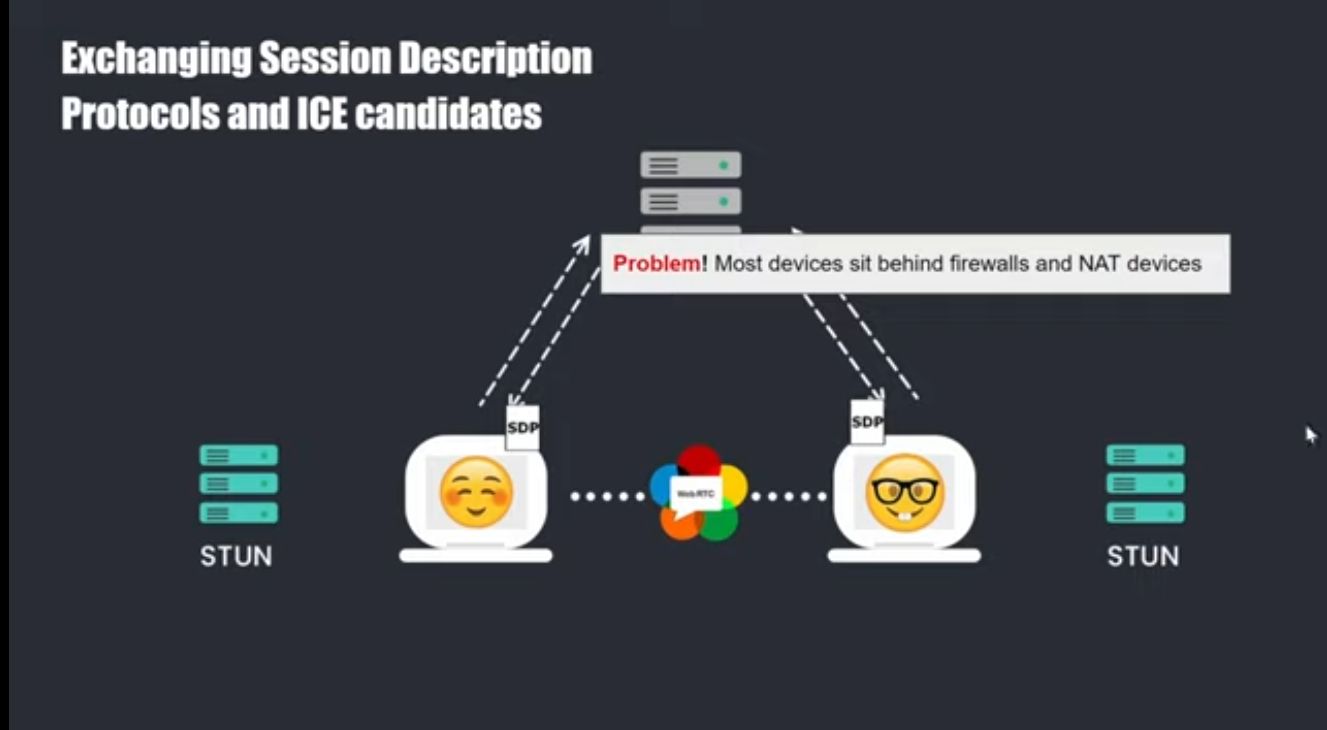 Exchanging Session Description
Protocols and ICE candidates
Problem! Most devices sit behind firewalls and NAT devices
SDP
SDP
WebRTC
STUN
STUN